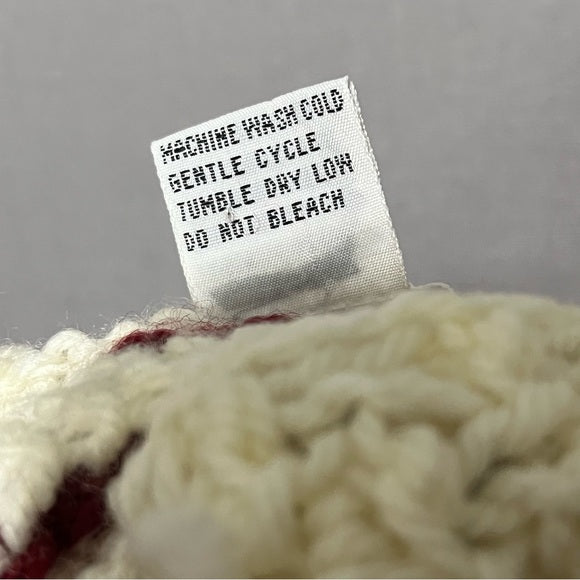 MACHINE WASH COLD
GENTLE CYCLE
TUMBLE DRY LOW
DO NOT BLEACH